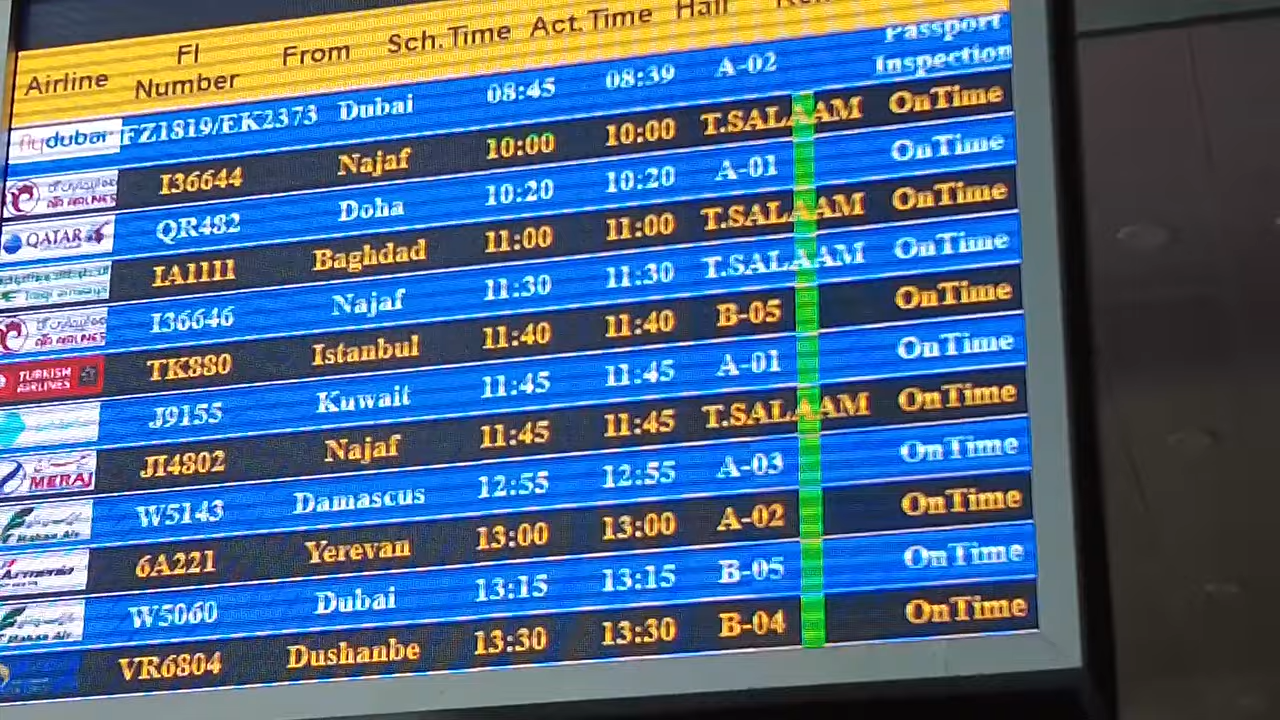 Airline Fl Number From Sch.Time Act.Time Hall
flydubai FZ1819/EK2373 Dubai 08:45 08:39 A-02 Passport Inspection
I36644 Najaf 10:00 10:00 T.SALAAM OnTime
QATAR QR482 Doha 10:20 10:20 A-01 OnTime
IA1111 Baghdad 11:00 11:00 T.SALAAM OnTime
I36646 Najaf 11:30 11:30 T.SALAAM OnTime
TURKISH AIRLINES TK880 Istanbul 11:40 11:40 B-05 OnTime
J9155 Kuwait 11:45 11:45 A-01 OnTime
MERAJ JI4802 Najaf 11:45 11:45 T.SALAAM OnTime
Mahan Air W5143 Damascus 12:55 12:55 A-03 OnTime
Armenia 6A221 Yerevan 13:00 13:00 A-02 OnTime
Mahan Air W5060 Dubai 13:15 13:15 B-05 OnTime
VR6804 Dushanbe 13:30 13:30 B-04 OnTime